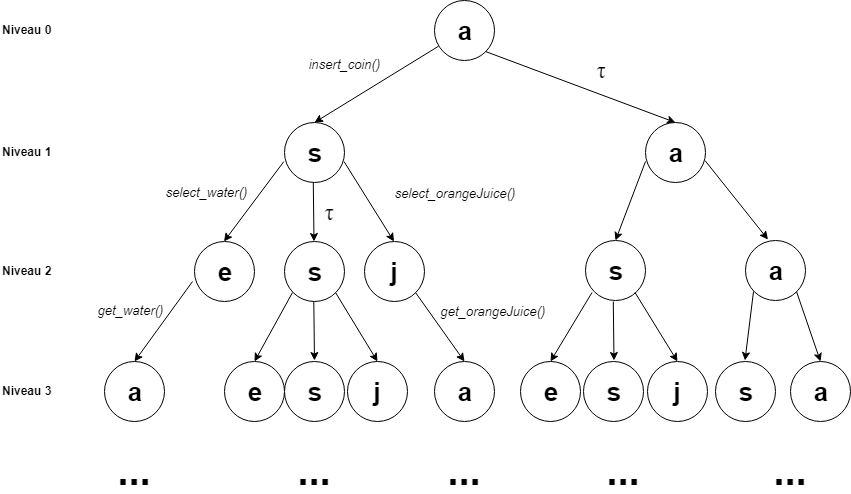 Niveau 0
a
insert_coin()
τ
Niveau 1
s
a
select_water()
τ
select_orangeJuice()
Niveau 2
e
s
j
s
a
get_water()
get_orangeJuice()
Niveau 3
a
e
s
j
a
e
s
j
s
a
... ... ... ... ...